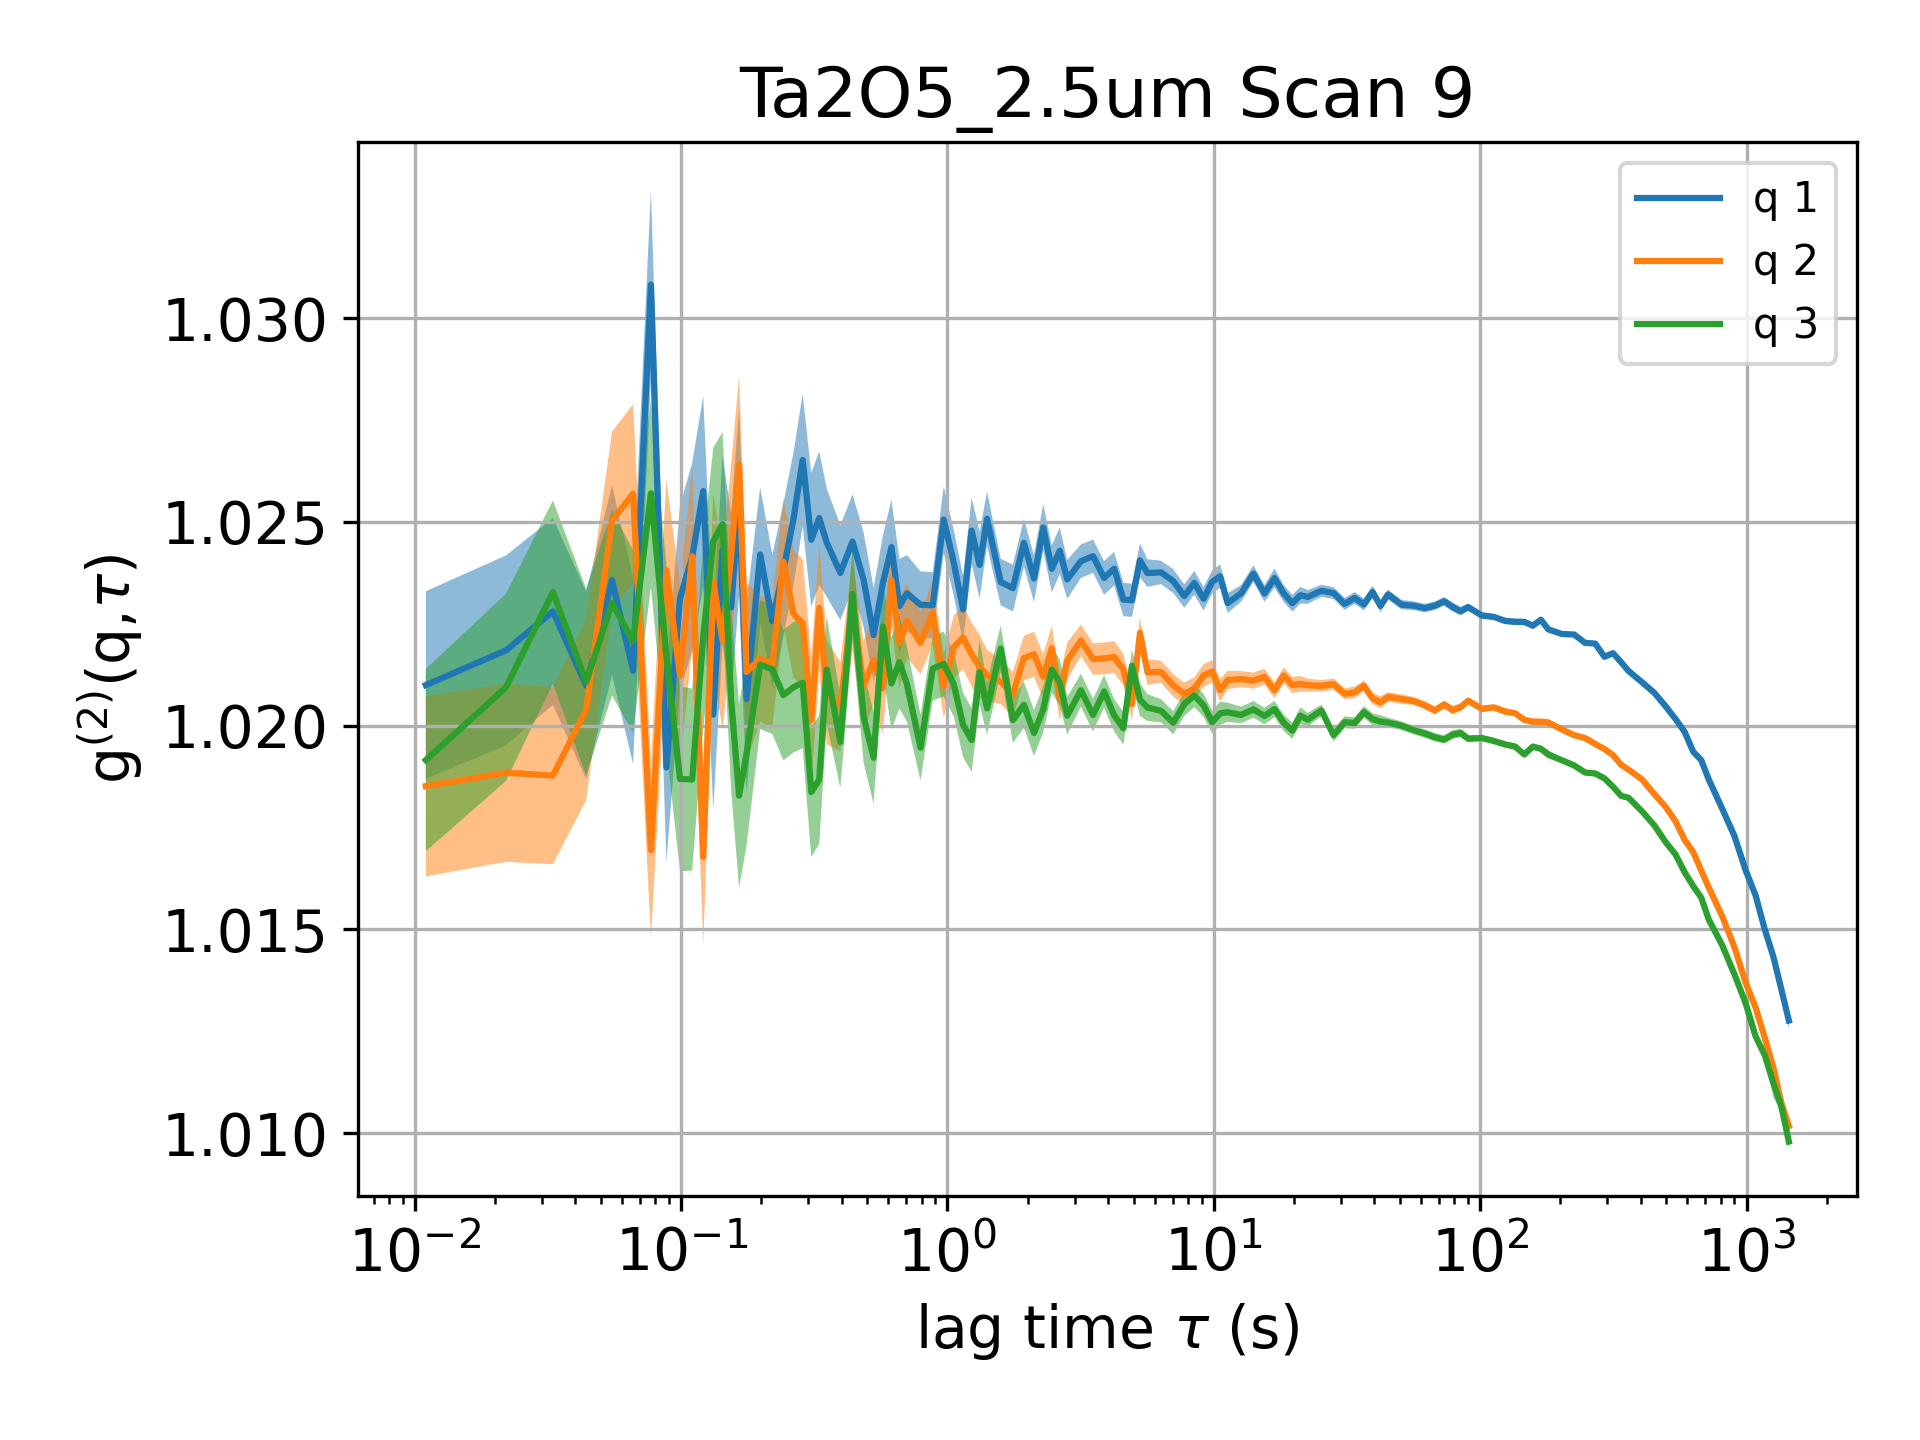 Ta2O5_2.5um Scan 9
q 1
q 2
q 3
g⁽²⁾(q,τ)
1.030
1.025
1.020
1.015
1.010
10⁻² 10⁻¹ 10⁰ 10¹ 10² 10³
lag time τ (s)